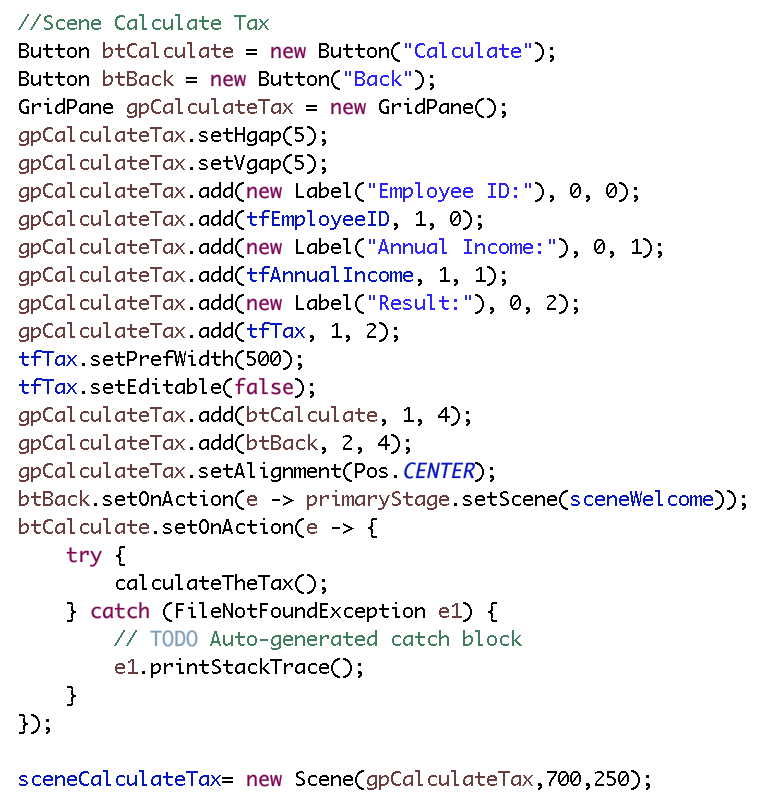 //Scene Calculate Tax
Button btCalculate = new Button("Calculate");
Button btBack = new Button("Back");
GridPane gpCalculateTax = new GridPane();
gpCalculateTax.setHgap(5);
gpCalculateTax.setVgap(5);
gpCalculateTax.add(new Label("Employee ID:"), 0, 0);
gpCalculateTax.add(tfEmployeeID, 1, 0);
gpCalculateTax.add(new Label("Annual Income:"), 0, 1);
gpCalculateTax.add(tfAnnualIncome, 1, 1);
gpCalculateTax.add(new Label("Result:"), 0, 2);
gpCalculateTax.add(tfTax, 1, 2);
tfTax.setPrefWidth(500);
tfTax.setEditable(false);
gpCalculateTax.add(btCalculate, 1, 4);
gpCalculateTax.add(btBack, 2, 4);
gpCalculateTax.setAlignment(Pos.CENTER);
btBack.setOnAction(e -> primaryStage.setScene(sceneWelcome));
btCalculate.setOnAction(e -> {
    try {
        calculateTheTax();
    } catch (FileNotFoundException e1) {
        // TODO Auto-generated catch block
        e1.printStackTrace();
    }
});
sceneCalculateTax= new Scene(gpCalculateTax,700,250);